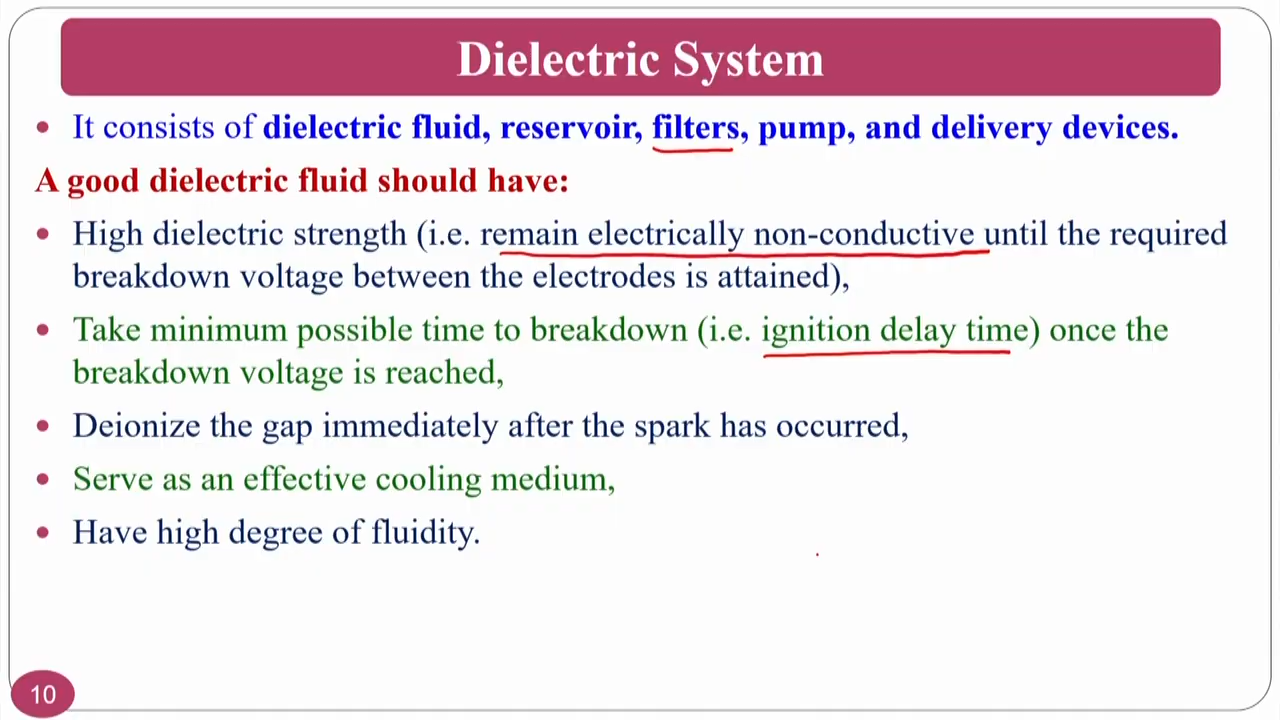 Dielectric System
• It consists of dielectric fluid, reservoir, filters, pump, and delivery devices.
A good dielectric fluid should have:
• High dielectric strength (i.e. remain electrically non-conductive until the required
breakdown voltage between the electrodes is attained),
• Take minimum possible time to breakdown (i.e. ignition delay time) once the
breakdown voltage is reached,
• Deionize the gap immediately after the spark has occurred,
• Serve as an effective cooling medium,
• Have high degree of fluidity.
10